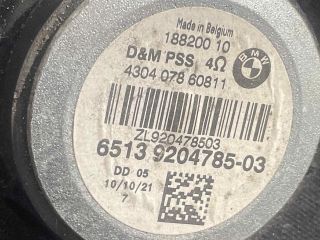 Made in Belgium
188200 10
D&M PSS 4Ω
BMW
4304 078 60811
ZL920478503
6513 9204785-03
DD 05
10/10/21
7